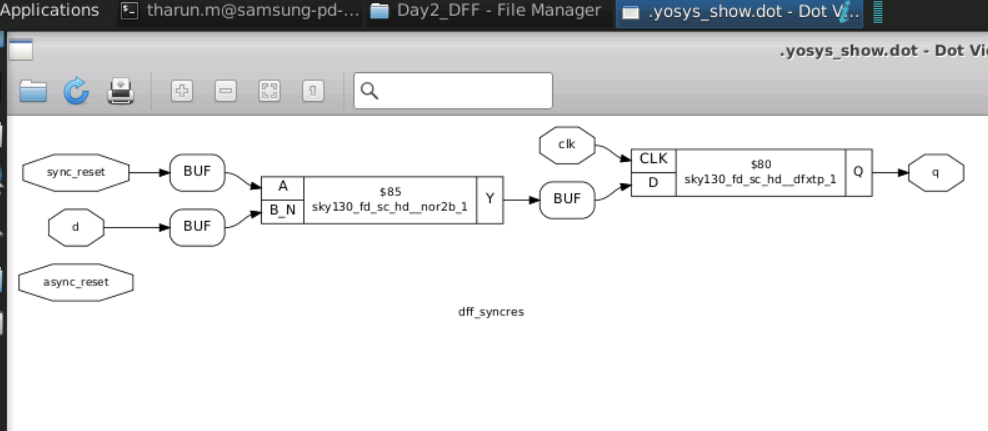 Applications
tharun.m@samsung-pd-...
Day2_DFF - File Manager
.yosys_show.dot - Dot V...
.yosys_show.dot - Dot Vi
clk
sync_reset
BUF
A
B_N
$85
sky130_fd_sc_hd__nor2b_1
Y
BUF
CLK
D
$80
sky130_fd_sc_hd__dfxtp_1
Q
q
d
BUF
async_reset
dff_syncres